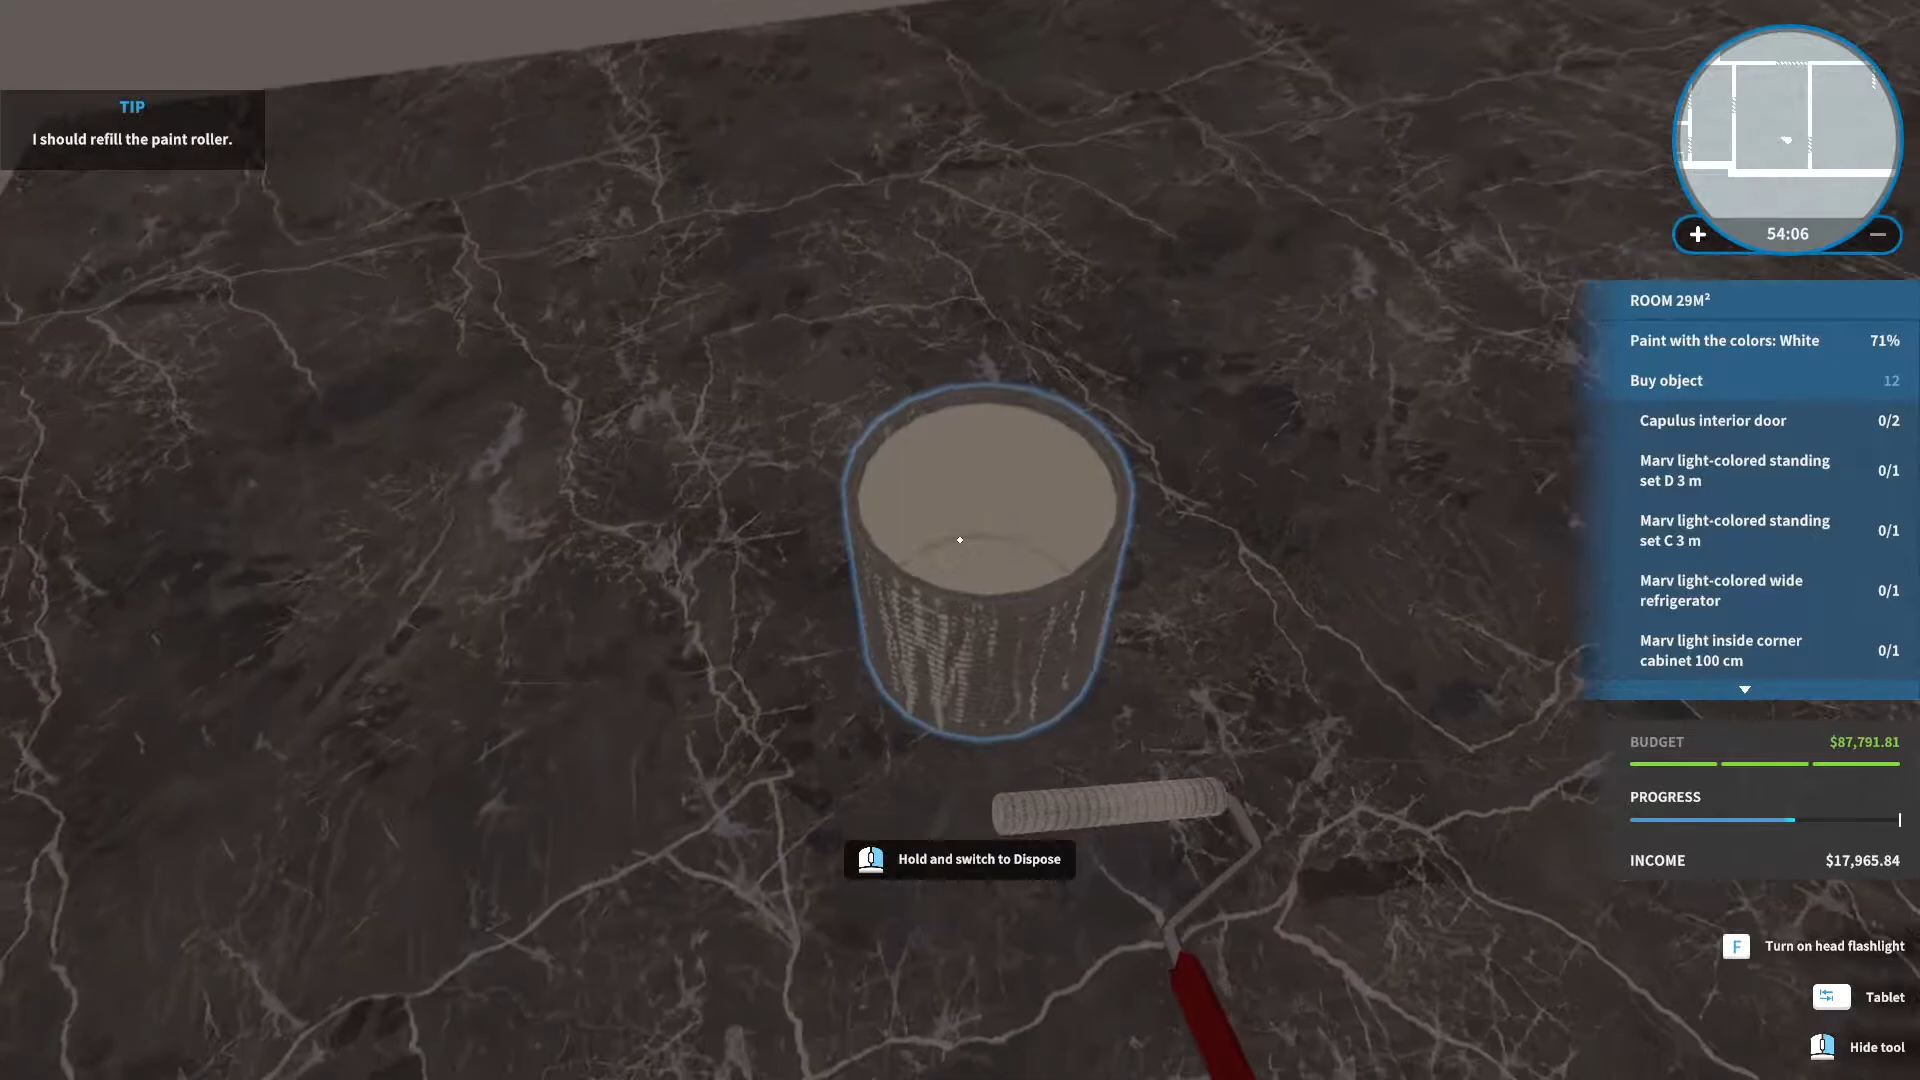 TIP
I should refill the paint roller.
54:06
ROOM 29M²
Paint with the colors: White 71%
Buy object 12
Capulus interior door 0/2
Marv light-colored standing
set D 3 m 0/1
Marv light-colored standing
set C 3 m 0/1
Marv light-colored wide
refrigerator 0/1
Marv light inside corner
cabinet 100 cm 0/1
BUDGET $87,791.81
PROGRESS
INCOME $17,965.84
Hold and switch to Dispose
F Turn on head flashlight
Tablet
Hide tool